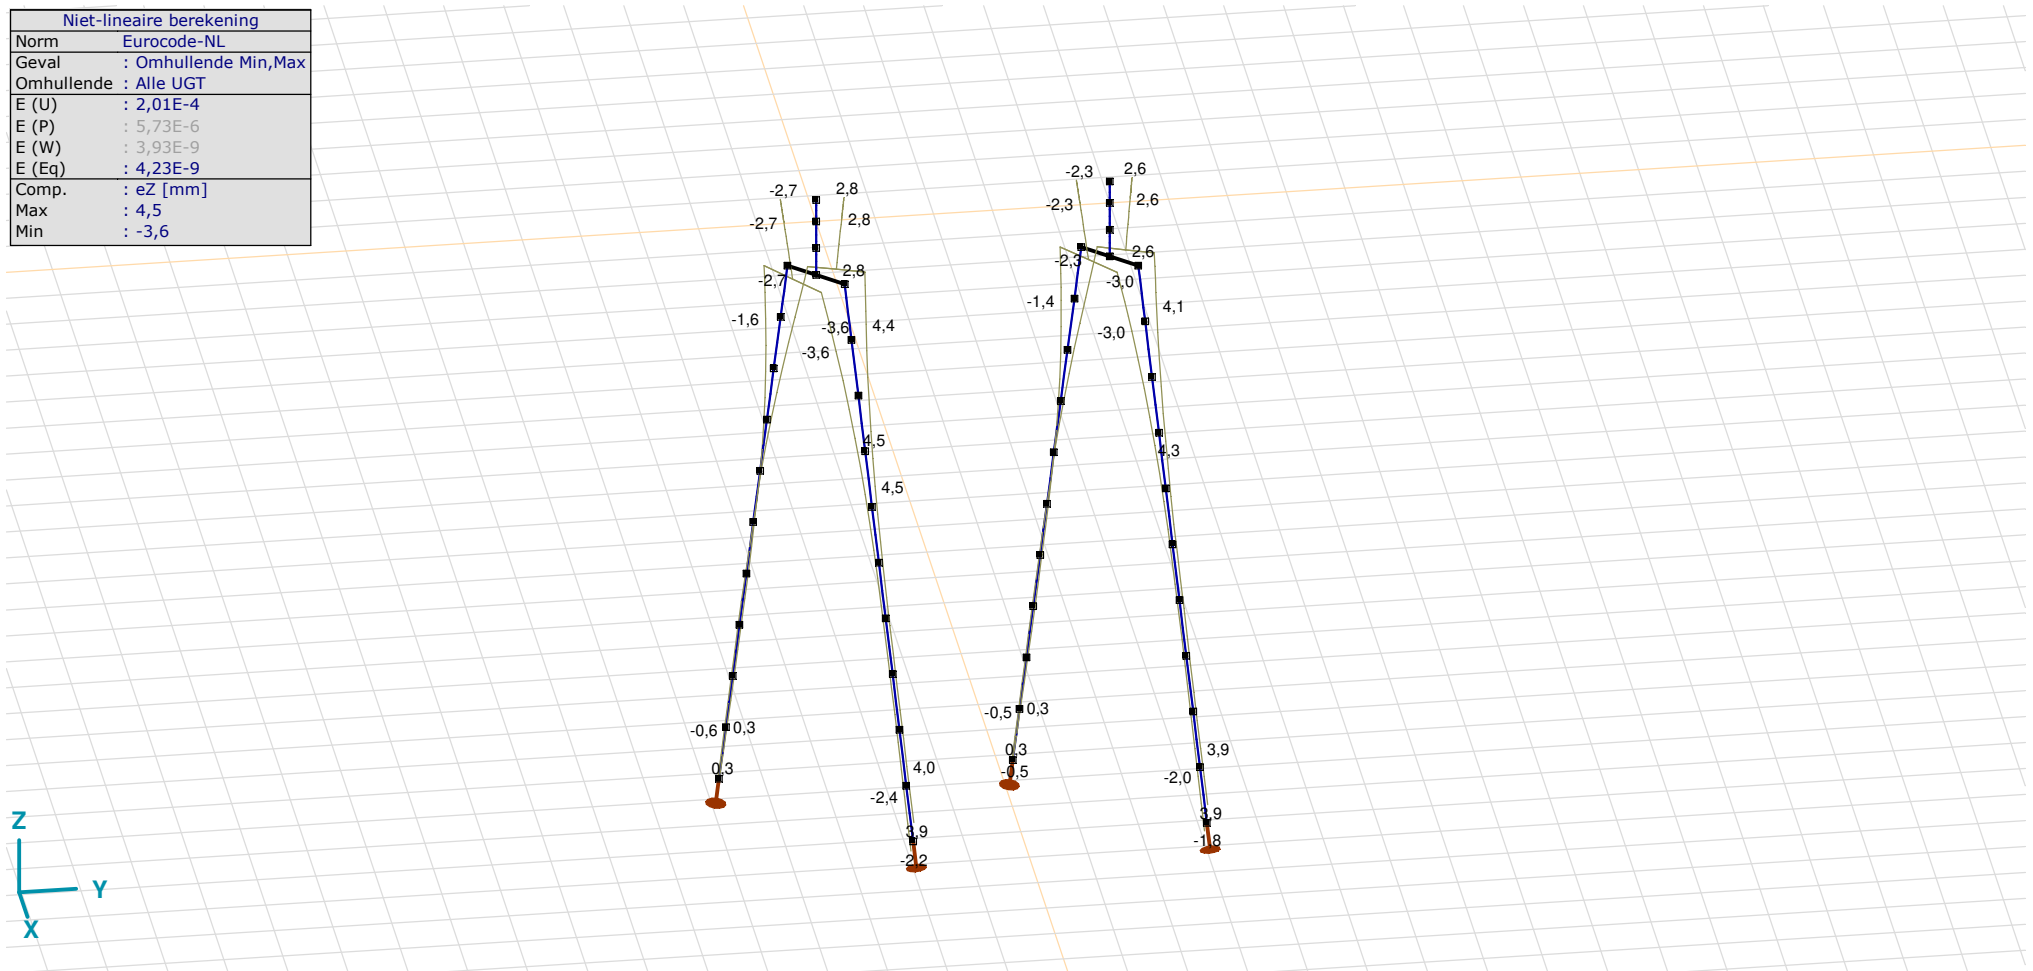 Niet-lineaire berekening
Norm Eurocode-NL
Geval : Omhullende Min,Max
Omhullende : Alle UGT
E (U) : 2,01E-4
E (P) : 5,73E-6
E (W) : 3,93E-9
E (Eq) : 4,23E-9
Comp. : eZ [mm]
Max : 4,5
Min : -3,6
-2,7 2,8
-2,7 2,8
-2,7 2,8
-1,6 -3,6 4,4
-3,6
4,5
4,5
-0,6 0,3
0,3
4,0
-2,4
3,9
-2,2
-2,3 2,6
-2,3 2,6
-2,3 2,6
-3,0
-1,4 4,1
-3,0
4,3
-0,5 0,3
0,3
-0,5
3,9
-2,0
3,9
-1,8
Z
Y
X